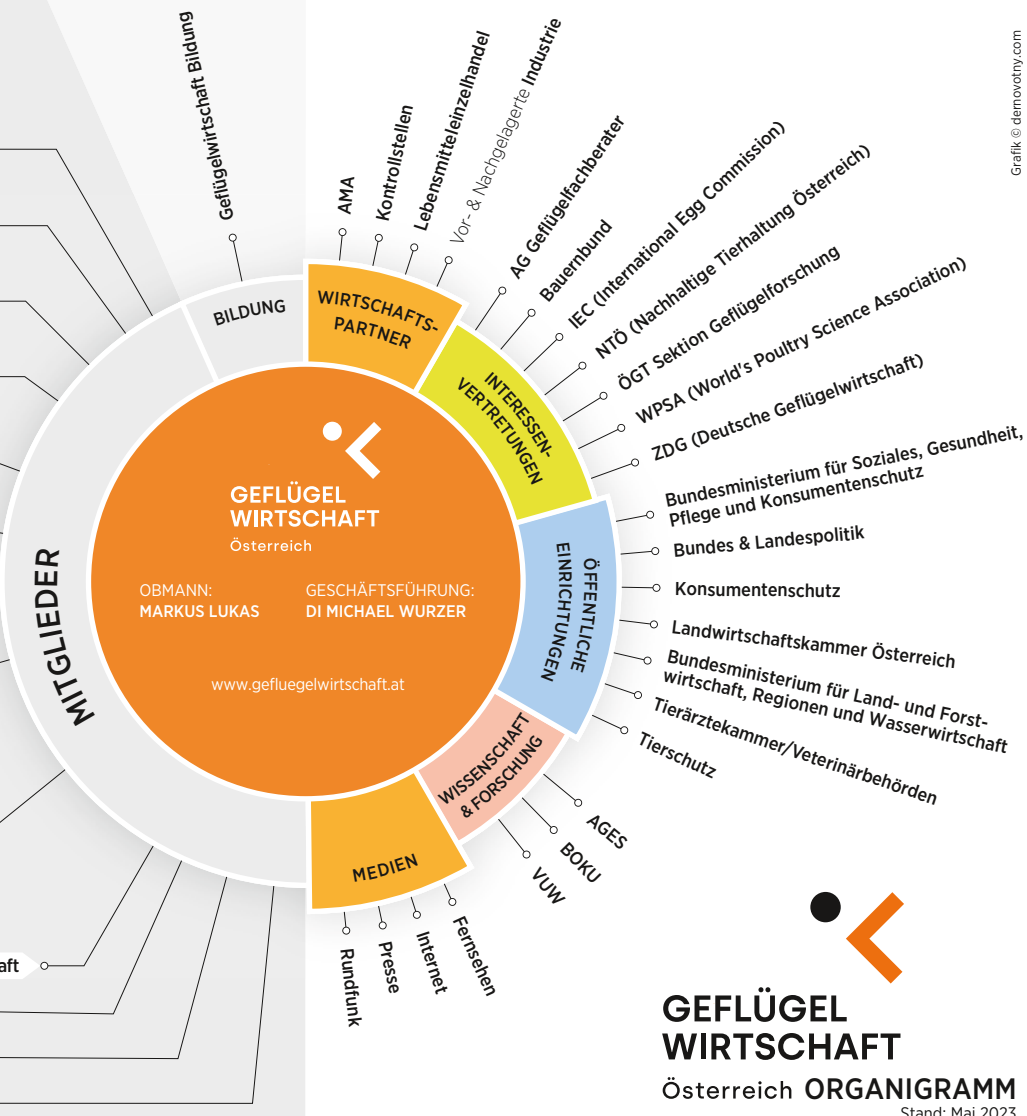 Grafik © demovotny.com
Geflügelwirtschaft Bildung
AMA
Kontrollstellen
Lebensmitteleinzelhandel
Vor- & Nachgelagerte Industrie
AG Geflügelfachberater
Bauernbund
IEC (International Egg Commission)
NTÖ (Nachhaltige Tierhaltung Österreich)
ÖGT Sektion Geflügelforschung
WPSA (World's Poultry Science Association)
ZDG (Deutsche Geflügelwirtschaft)
Bundesministerium für Soziales, Gesundheit,
Pflege und Konsumentenschutz
Bundes & Landespolitik
Konsumentenschutz
Landwirtschaftskammer Österreich
Bundesministerium für Land- und Forst-
wirtschaft, Regionen und Wasserwirtschaft
Tierärztekammer/Veterinärbehörden
Tierschutz
AGES
BOKU
VUW
Fernsehen
Internet
Presse
Rundfunk
BILDUNG
WIRTSCHAFTS-
PARTNER
INTERESSEN-
VERTRETUNGEN
ÖFFENTLICHE
EINRICHTUNGEN
WISSENSCHAFT
& FORSCHUNG
MEDIEN
MITGLIEDER
GEFLÜGEL
WIRTSCHAFT
Österreich
OBMANN:
MARKUS LUKAS
GESCHÄFTSFÜHRUNG:
DI MICHAEL WURZER
www.gefluegelwirtschaft.at
aft
GEFLÜGEL
WIRTSCHAFT
Österreich ORGANIGRAMM
Stand: Mai 2023